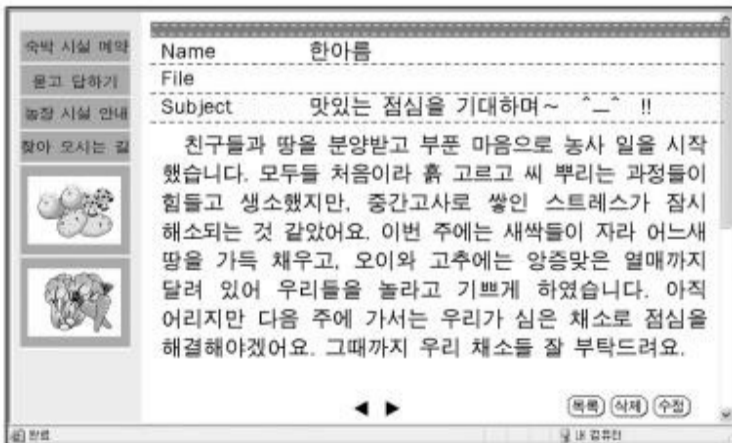 숙박 시설 예약
묻고 답하기
농장 시설 안내
찾아 오시는 길
Name 한아름
File
Subject 맛있는 점심을 기대하며~ ^_^ !!
친구들과 땅을 분양받고 부푼 마음으로 농사 일을 시작
했습니다. 모두들 처음이라 흙 고르고 씨 뿌리는 과정들이
힘들고 생소했지만, 중간고사로 쌓인 스트레스가 잠시
해소되는 것 같았어요. 이번 주에는 새싹들이 자라 어느새
땅을 가득 채우고, 오이와 고추에는 앙증맞은 열매까지
달려 있어 우리들을 놀라고 기쁘게 하였습니다. 아직
어리지만 다음 주에 가서는 우리가 심은 채소로 점심을
해결해야겠어요. 그때까지 우리 채소들 잘 부탁드려요.
목록 삭제 수정
완료
내 컴퓨터